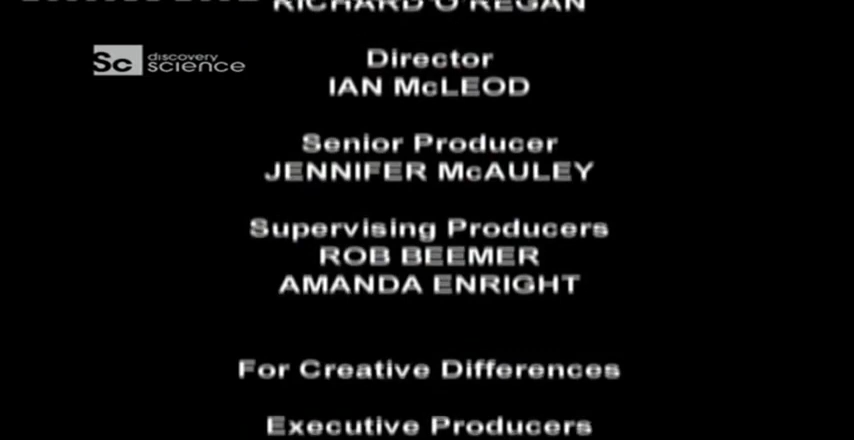 RICHARD O'REGAN
Sc discovery science
Director
IAN McLEOD
Senior Producer
JENNIFER McAULEY
Supervising Producers
ROB BEEMER
AMANDA ENRIGHT
For Creative Differences
Executive Producers